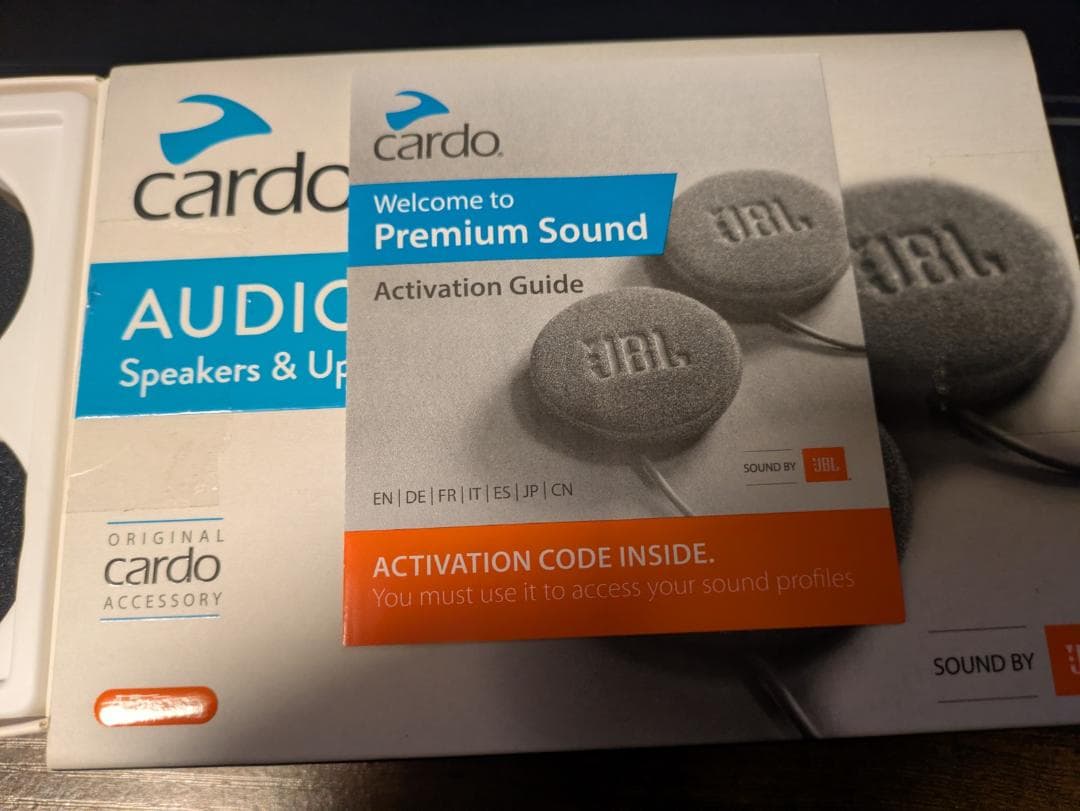 cardo
AUDIO
Speakers & Up
ORIGINAL
cardo
ACCESSORY
cardo
Welcome to
Premium Sound
Activation Guide
JBL
JBL
JBL
EN | DE | FR | IT | ES | JP | CN
SOUND BY JBL
ACTIVATION CODE INSIDE.
You must use it to access your sound profiles
SOUND BY